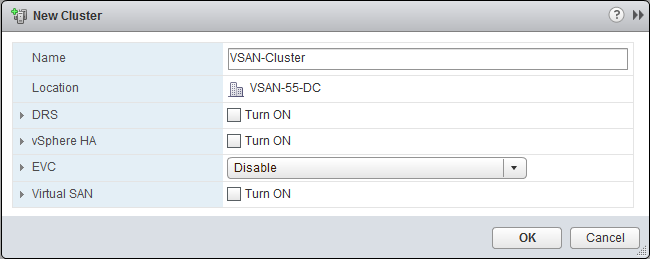 New Cluster
Name VSAN-Cluster
Location VSAN-55-DC
DRS Turn ON
vSphere HA Turn ON
EVC Disable
Virtual SAN Turn ON
OK Cancel